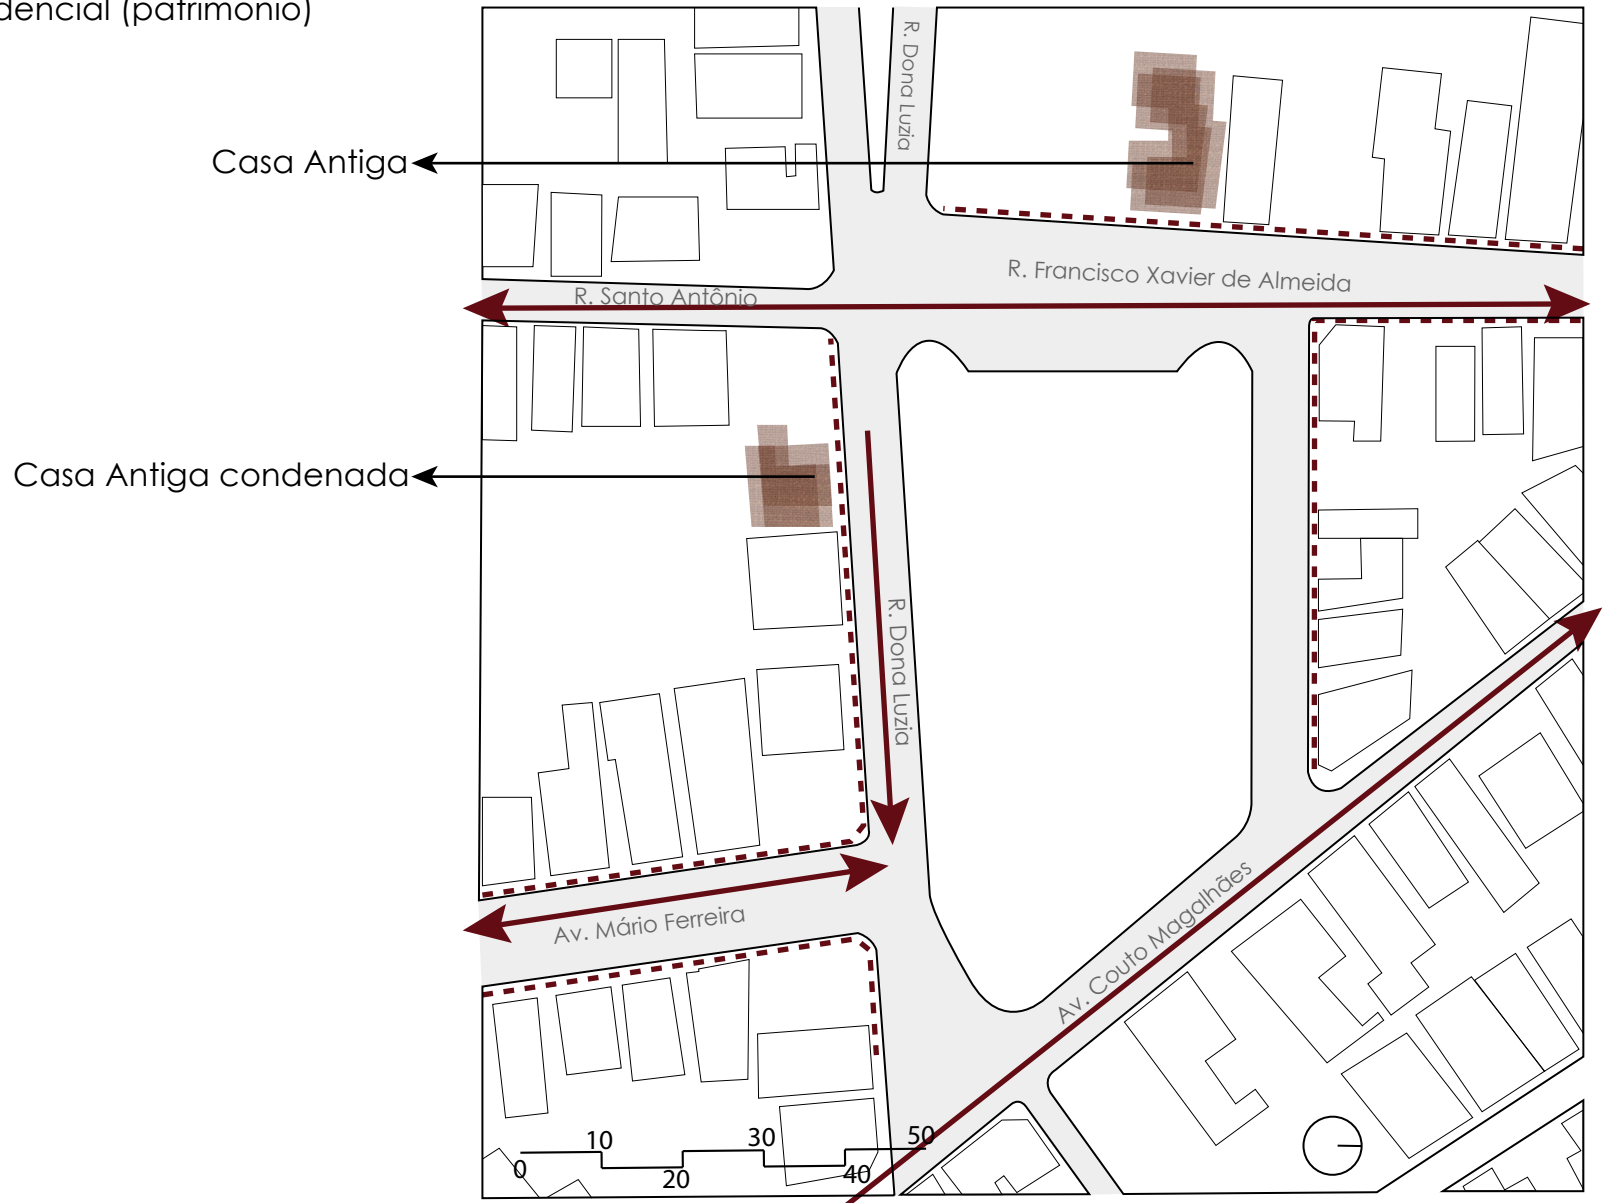 (patrimônio)
R. Dona Luzia
Casa Antiga
R. Francisco Xavier de Almeida
R. Santo Antônio
Casa Antiga condenada
R. Dona Luzia
Av. Mário Ferreira
Av. Couto Magalhães
0 10 20 30 40 50